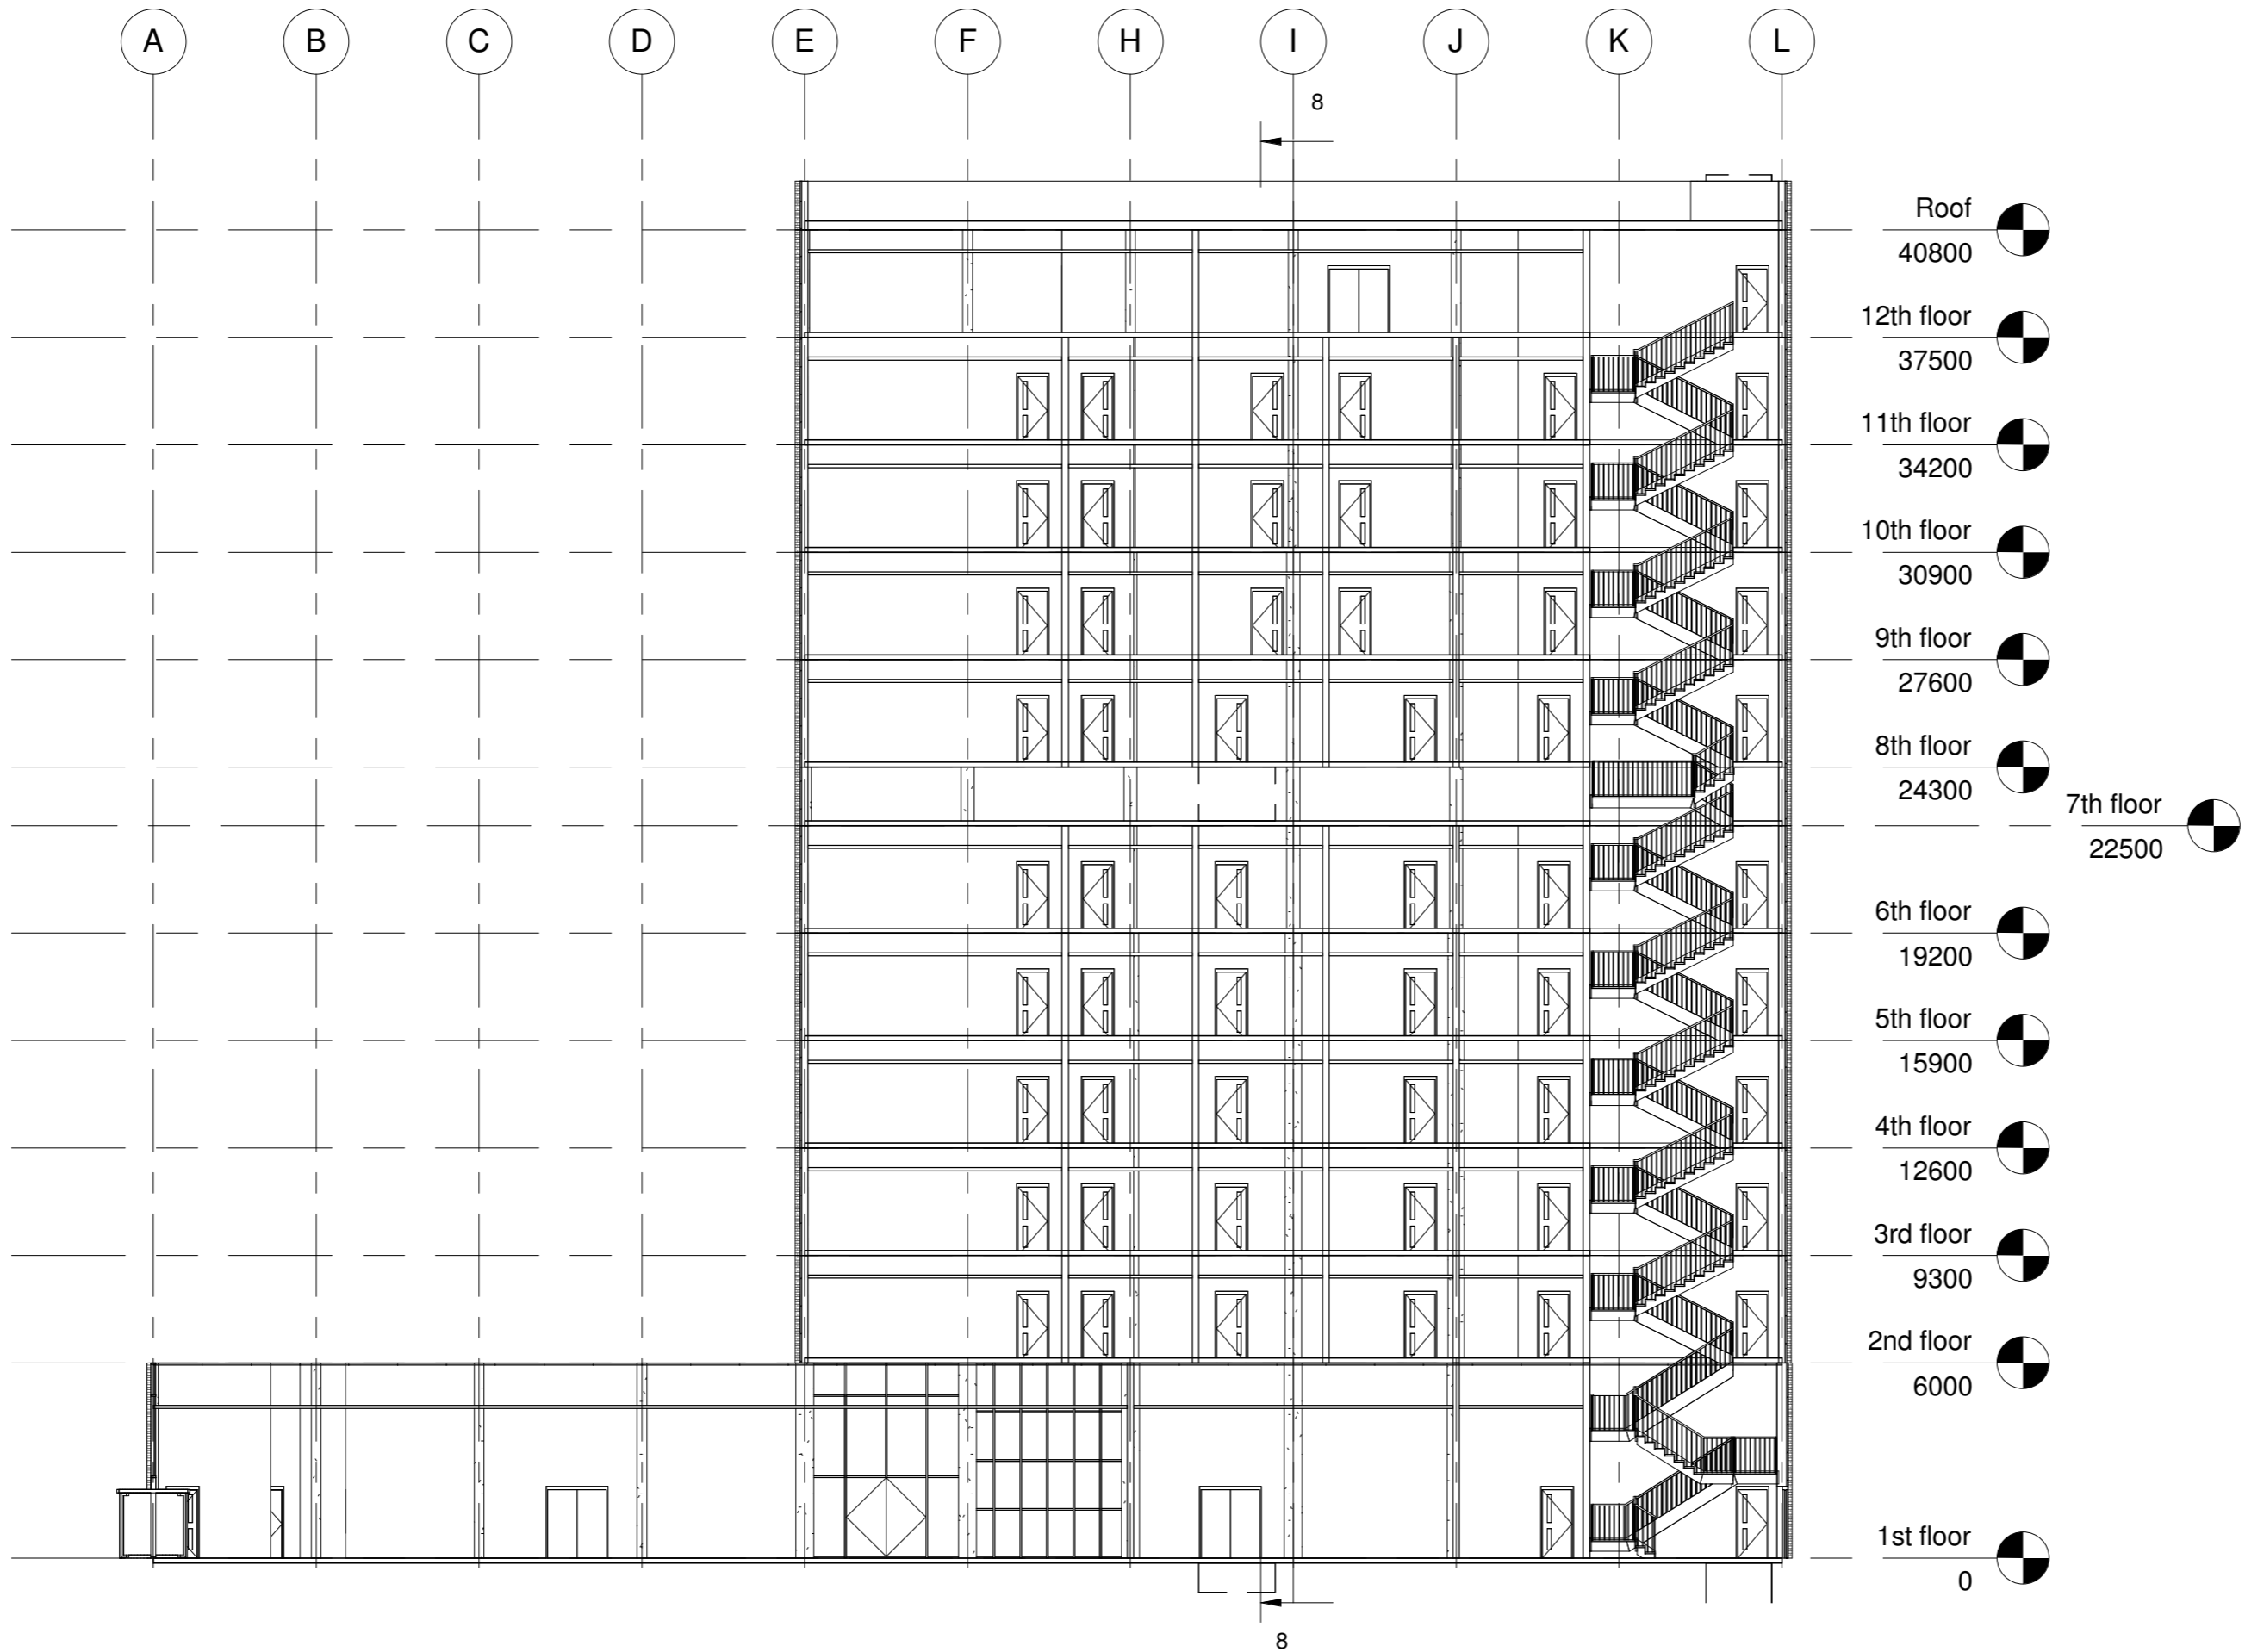 A B C D E F H I J K L
8
Roof
40800
12th floor
37500
11th floor
34200
10th floor
30900
9th floor
27600
8th floor
24300
7th floor
22500
6th floor
19200
5th floor
15900
4th floor
12600
3rd floor
9300
2nd floor
6000
1st floor
0
8